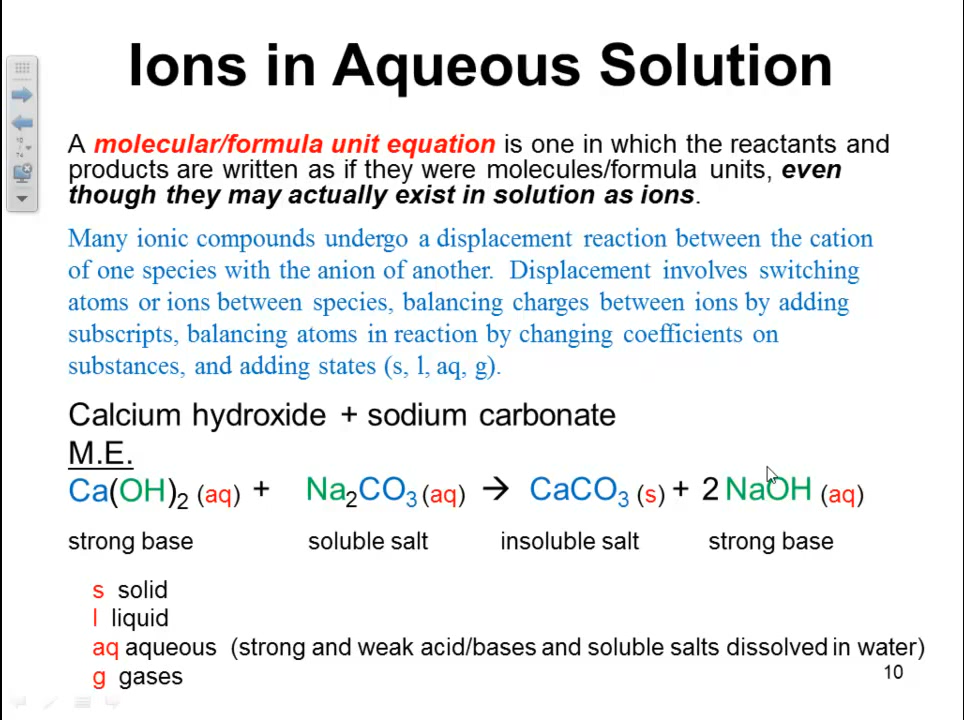 Ions in Aqueous Solution
A molecular/formula unit equation is one in which the reactants and
products are written as if they were molecules/formula units, even
though they may actually exist in solution as ions.
Many ionic compounds undergo a displacement reaction between the cation
of one species with the anion of another. Displacement involves switching
atoms or ions between species, balancing charges between ions by adding
subscripts, balancing atoms in reaction by changing coefficients on
substances, and adding states (s, l, aq, g).
Calcium hydroxide + sodium carbonate
M.E.
Ca(OH)₂ (aq) + Na₂CO₃ (aq) → CaCO₃ (s) + 2 NaOH (aq)
strong base soluble salt insoluble salt strong base
s solid
l liquid
aq aqueous (strong and weak acid/bases and soluble salts dissolved in water)
g gases
10